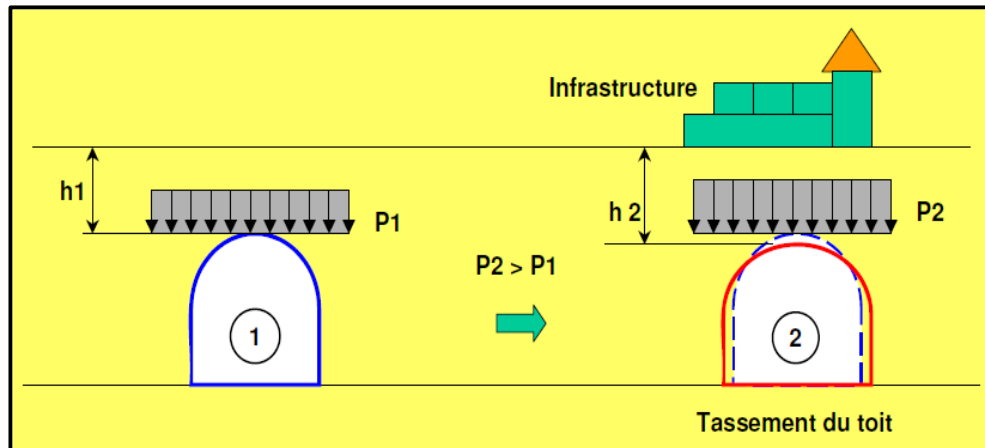 Infrastructure
h1
P1
h 2
P2
P2 > P1
1
2
Tassement du toit